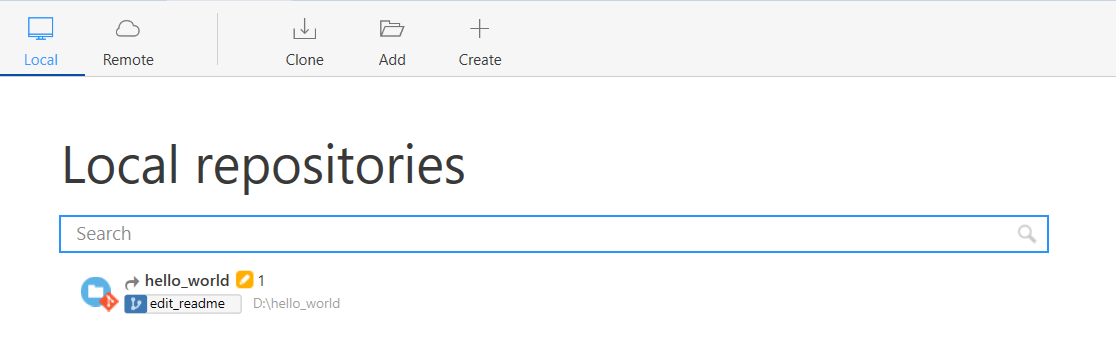 Local Remote Clone Add Create
Local repositories
Search
hello_world 1
edit_readme D:\hello_world